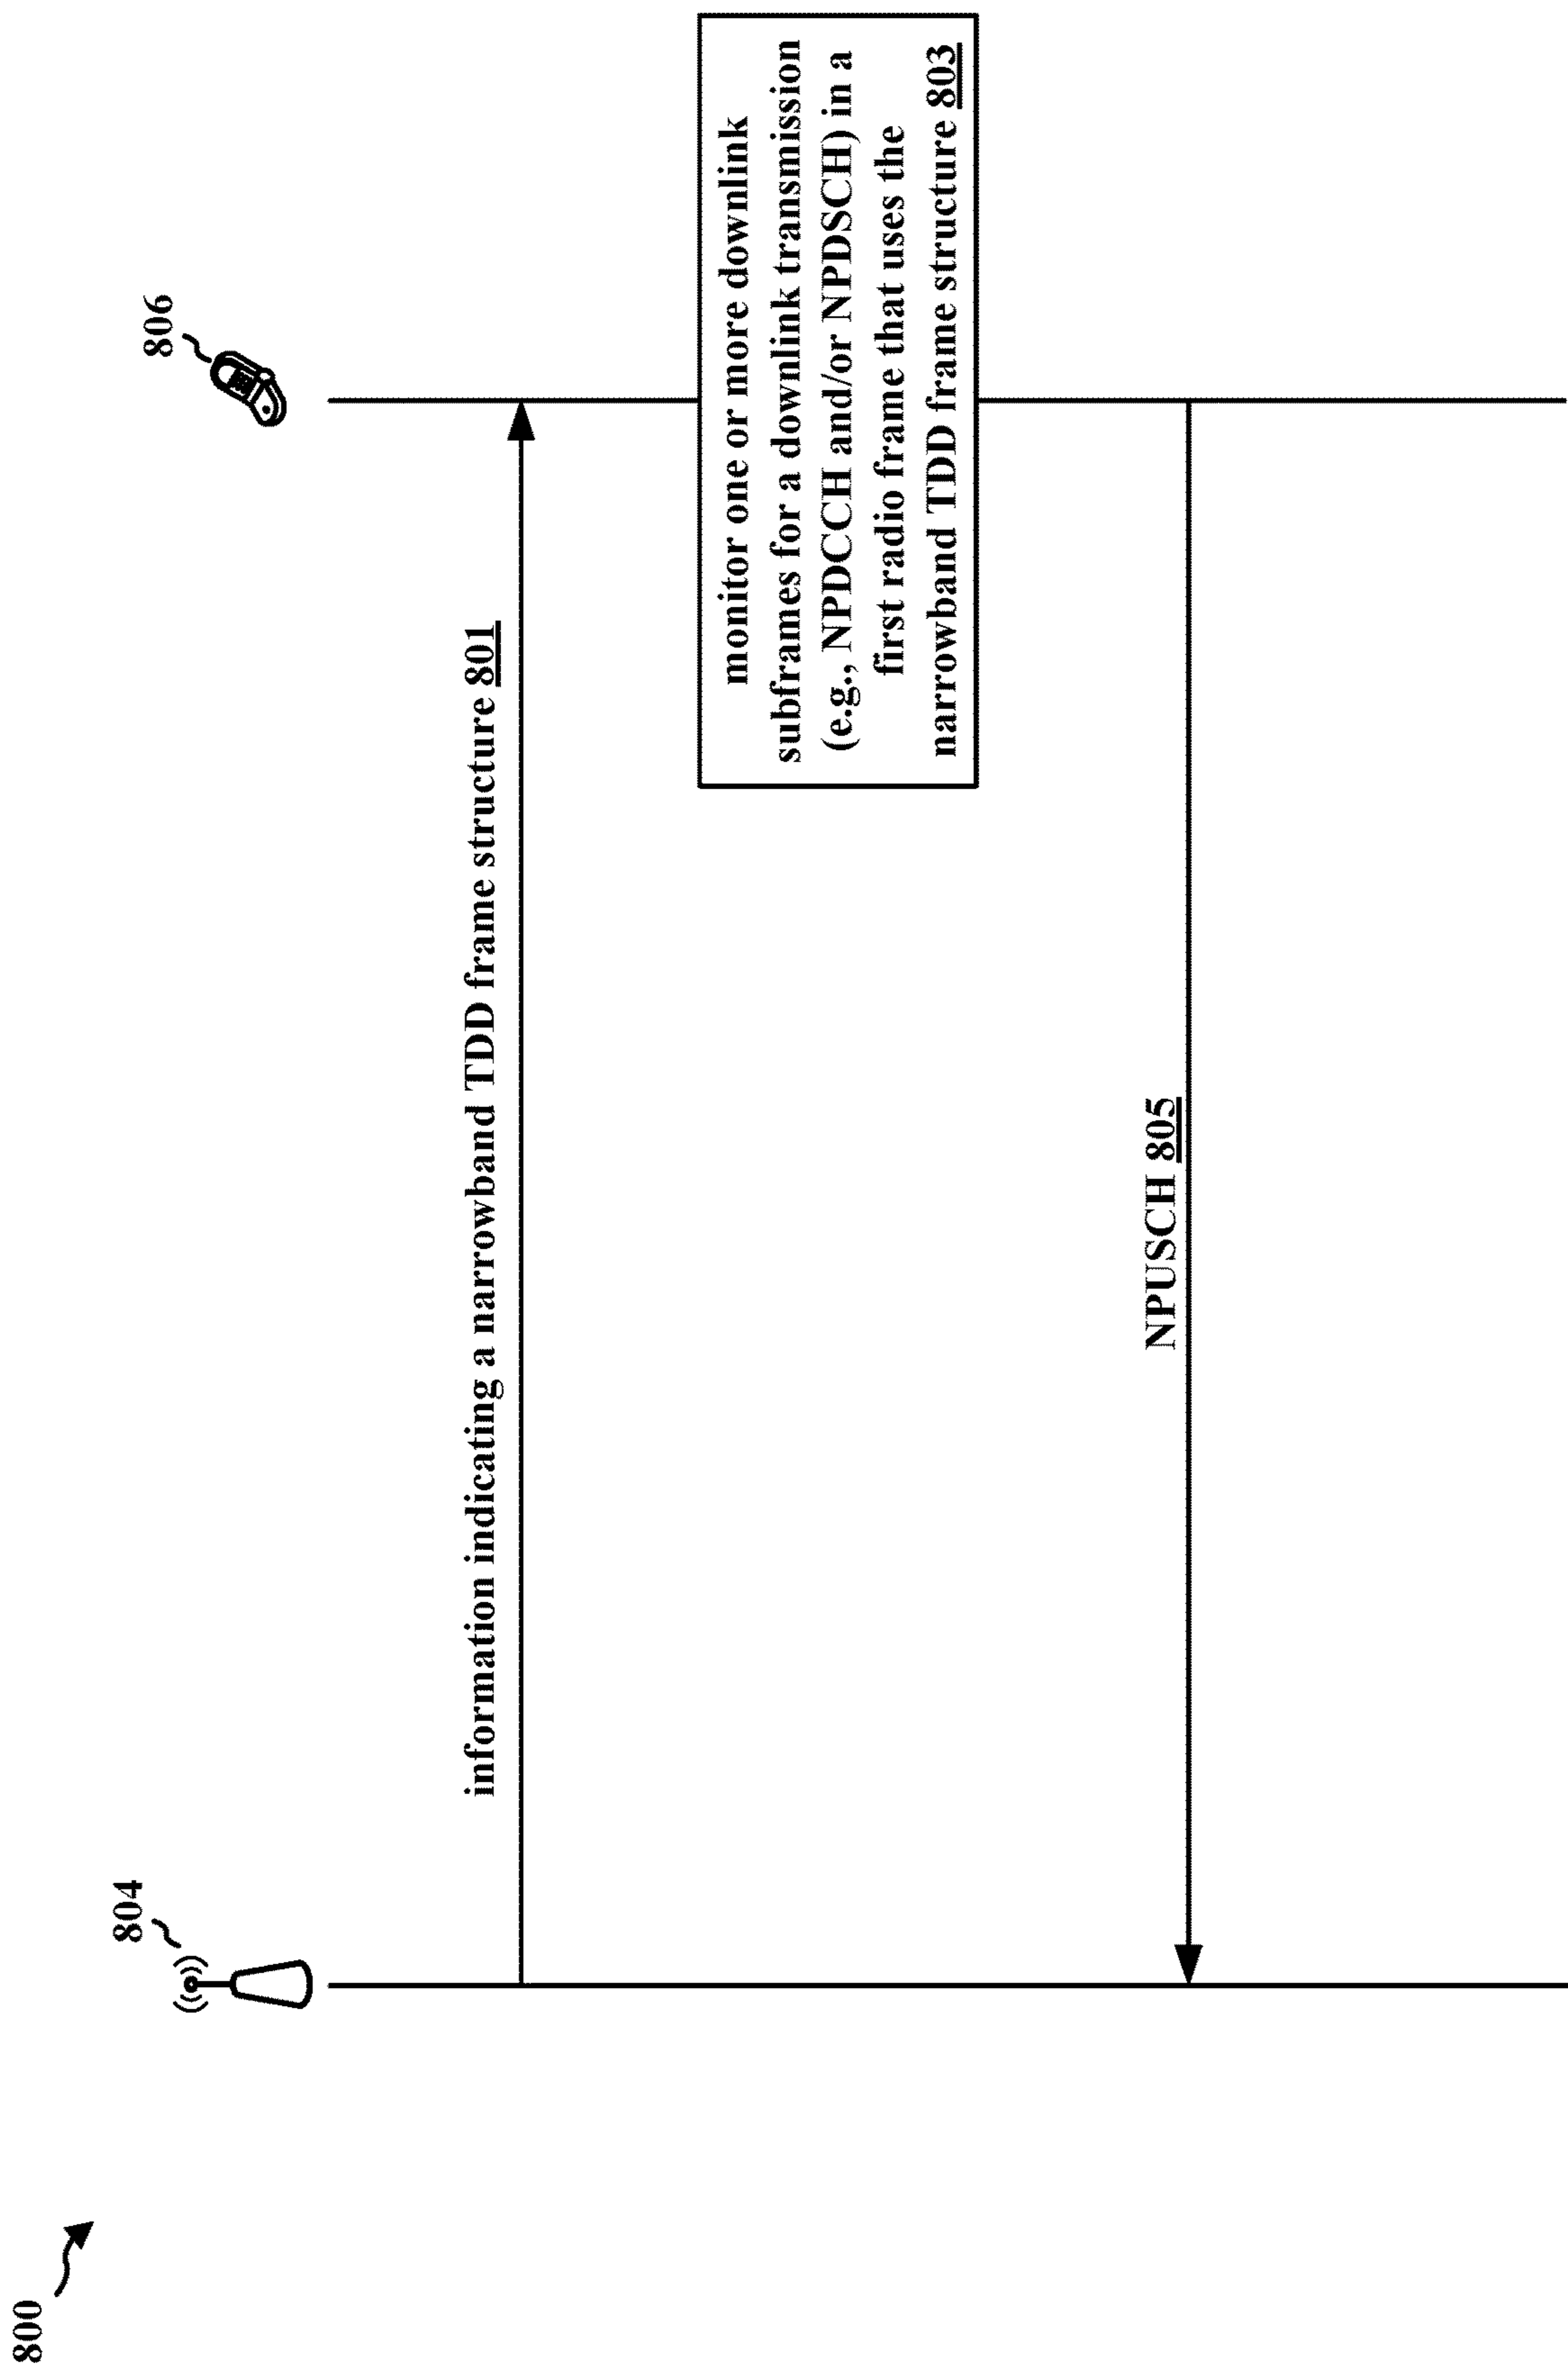 800
804
806
information indicating a narrowband TDD frame structure 801
monitor one or more downlink
subframes for a downlink transmission
(e.g., NPDCCH and/or NPDSCH) in a
first radio frame that uses the
narrowband TDD frame structure 803
NPUSCH 805